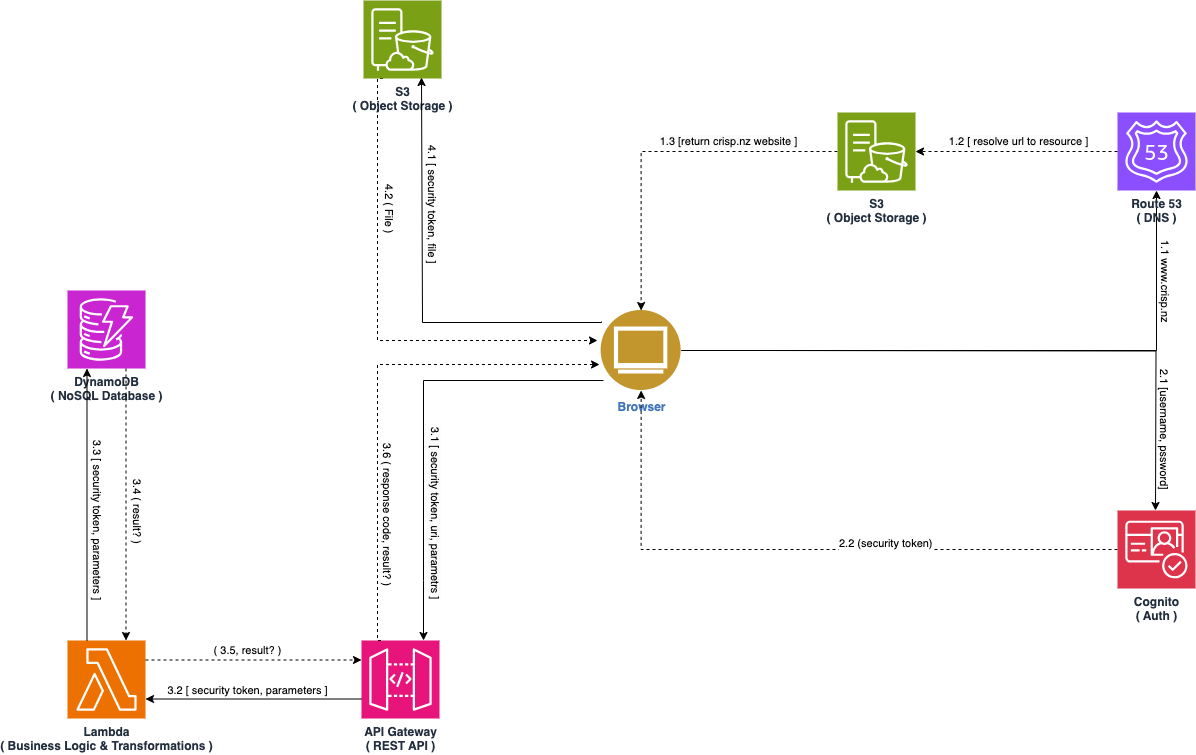 S3
( Object Storage )
4.1 [ security token, file ]
4.2 ( File )
1.3 [return crisp.nz website ]
1.2 [ resolve url to resource ]
53
S3
( Object Storage )
Route 53
( DNS )
1.1 www.crisp.nz
DynamoDB
( NoSQL Database )
Browser
2.1 [username, pssword]
3.3 [ security token, parameters ]
3.4 ( result? )
3.6 ( response code, result? )
3.1 [ security token, uri, parametrs ]
2.2 (security token)
Cognito
( Auth )
( 3.5, result? )
3.2 [ security token, parameters ]
</>
Lambda
( Business Logic & Transformations )
API Gateway
( REST API )